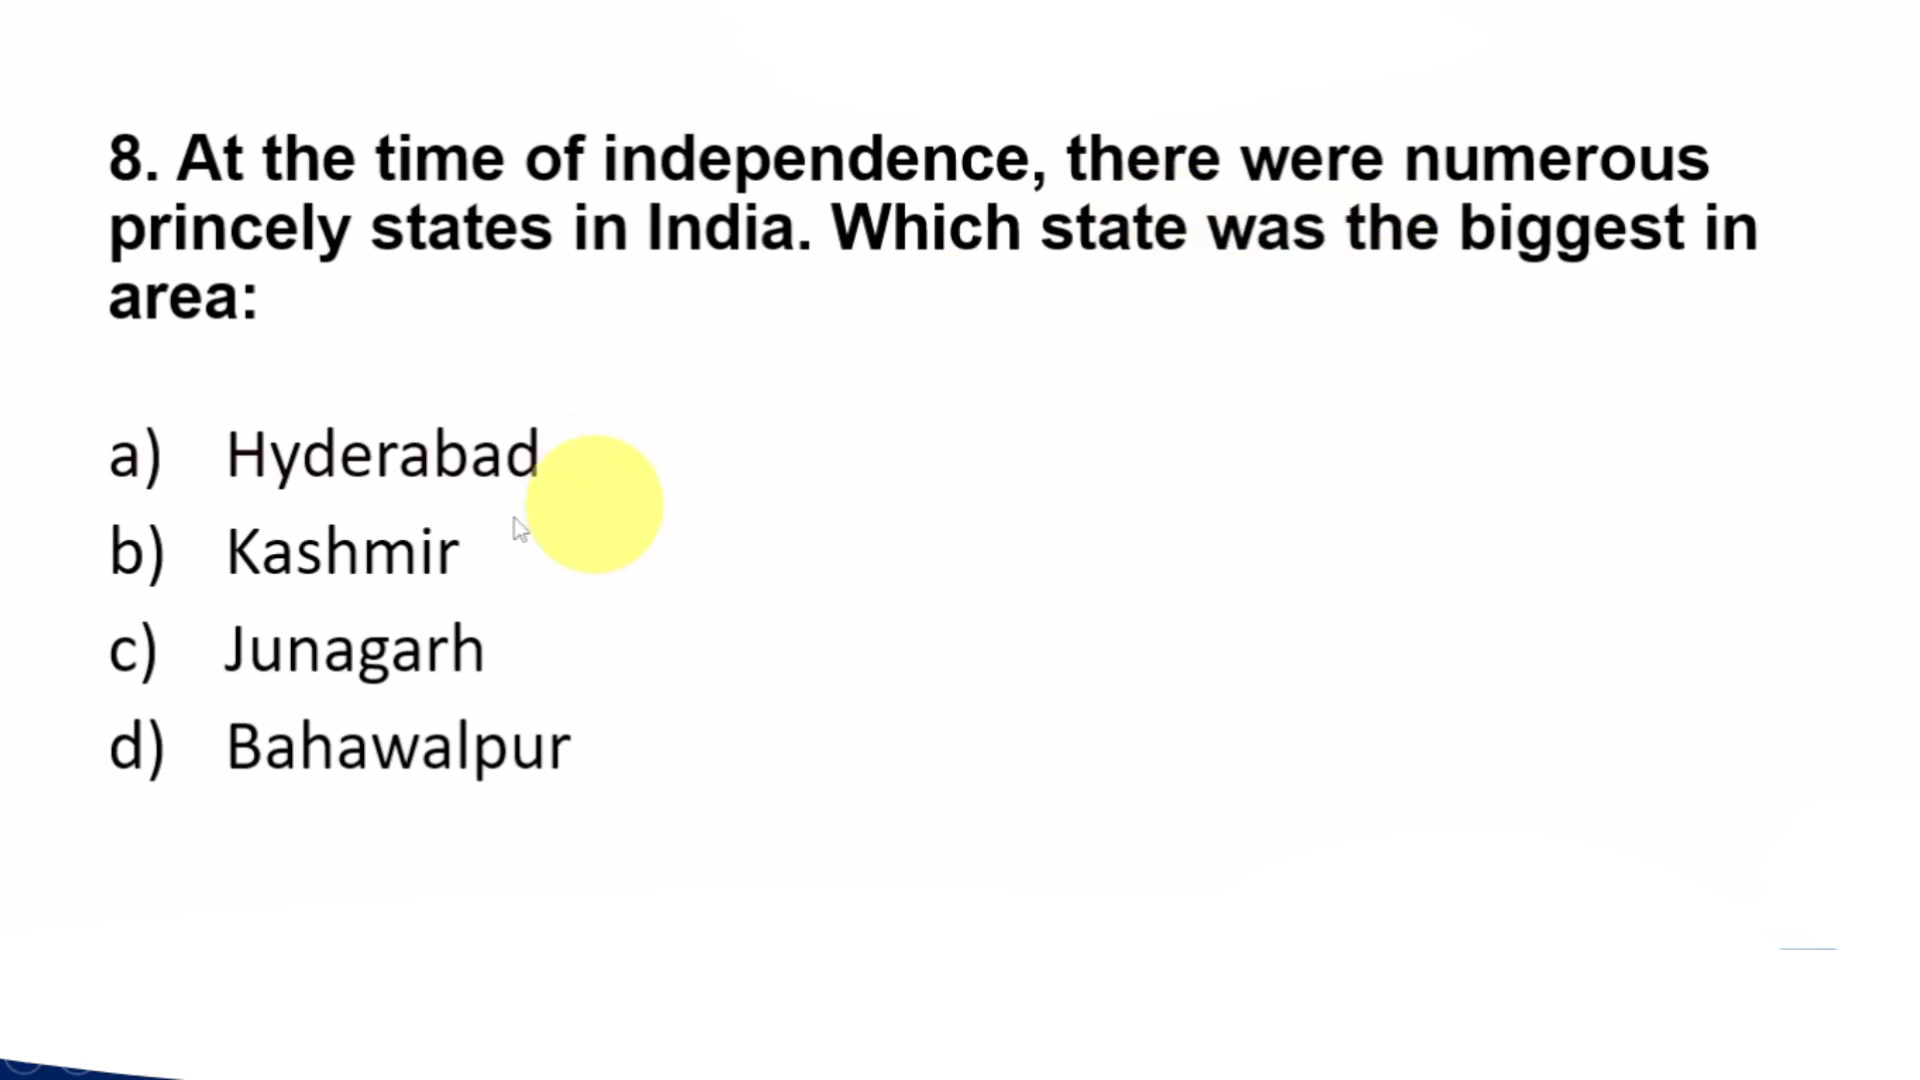 8. At the time of independence, there were numerous
princely states in India. Which state was the biggest in
area:
a) Hyderabad
b) Kashmir
c) Junagarh
d) Bahawalpur